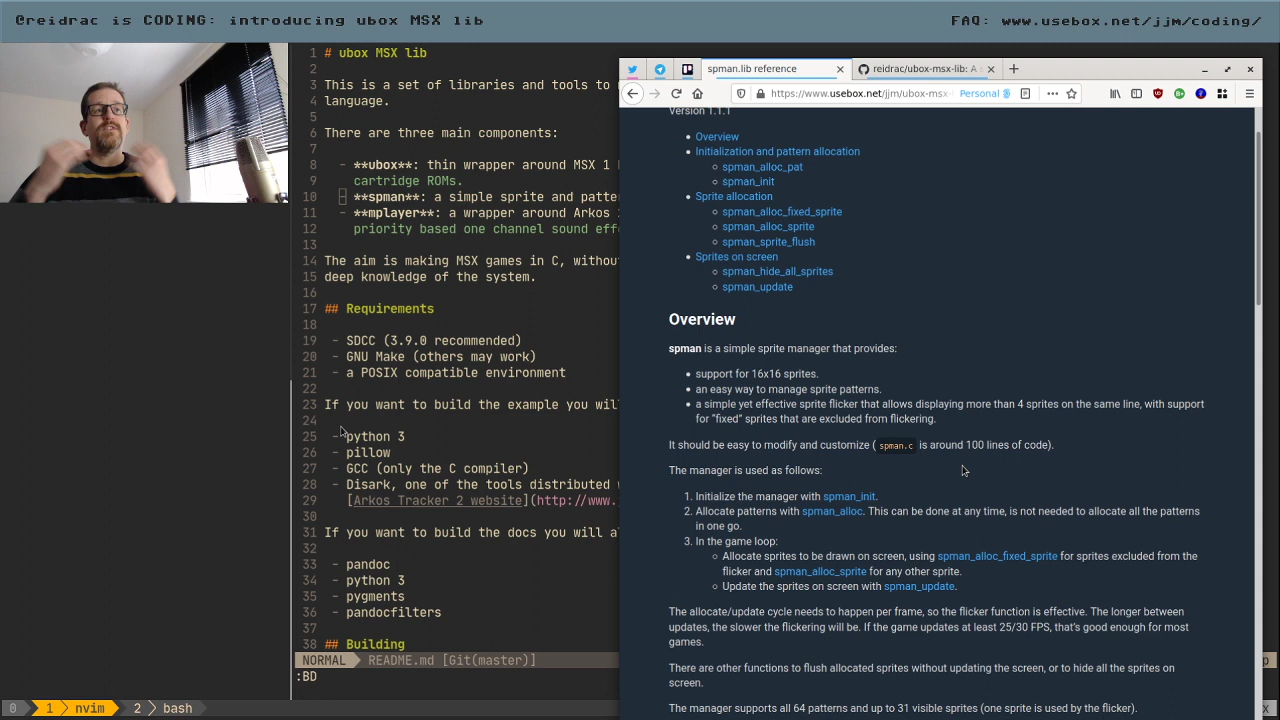 @reidrac is CODING: introducing ubox MSX lib
FAQ: www.usebox.net/jjm/coding/
1 # ubox MSX lib
2
3 This is a set of libraries and tools to
4 language.
5
6 There are three main components:
7
8 - **ubox**: thin wrapper around MSX 1
9 cartridge ROMs.
10 - **spman**: a simple sprite and patte
11 - **mplayer**: a wrapper around Arkos
12 priority based one channel sound eff
13
14 The aim is making MSX games in C, withou
15 deep knowledge of the system.
16
17 ## Requirements
18
19 - SDCC (3.9.0 recommended)
20 - GNU Make (others may work)
21 - a POSIX compatible environment
22
23 If you want to build the example you wil
24
25 - python 3
26 - pillow
27 - GCC (only the C compiler)
28 - Disark, one of the tools distributed
29 [Arkos Tracker 2 website](http://www.
30
31 If you want to build the docs you will a
32
33 - pandoc
34 - python 3
35 - pygments
36 - pandocfilters
37
38 ## Building
NORMAL README.md [Git(master)]
:BD
0 1 nvim 2 bash
spman.lib reference
reidrac/ubox-msx-lib: A
https://www.usebox.net/jjm/ubox-msx- Personal
Version 1.1.1
• Overview
• Initialization and pattern allocation
◦ spman_alloc_pat
◦ spman_init
• Sprite allocation
◦ spman_alloc_fixed_sprite
◦ spman_alloc_sprite
◦ spman_sprite_flush
• Sprites on screen
◦ spman_hide_all_sprites
◦ spman_update
Overview
spman is a simple sprite manager that provides:
• support for 16x16 sprites.
• an easy way to manage sprite patterns.
• a simple yet effective sprite flicker that allows displaying more than 4 sprites on the same line, with support
for "fixed" sprites that are excluded from flickering.
It should be easy to modify and customize ( spman.c is around 100 lines of code).
The manager is used as follows:
1. Initialize the manager with spman_init.
2. Allocate patterns with spman_alloc. This can be done at any time, is not needed to allocate all the patterns
in one go.
3. In the game loop:
◦ Allocate sprites to be drawn on screen, using spman_alloc_fixed_sprite for sprites excluded from the
flicker and spman_alloc_sprite for any other sprite.
◦ Update the sprites on screen with spman_update.
The allocate/update cycle needs to happen per frame, so the flicker function is effective. The longer between
updates, the slower the flickering will be. If the game updates at least 25/30 FPS, that's good enough for most
games.
There are other functions to flush allocated sprites without updating the screen, or to hide all the sprites on
screen.
The manager supports all 64 patterns and up to 31 visible sprites (one sprite is used by the flicker).